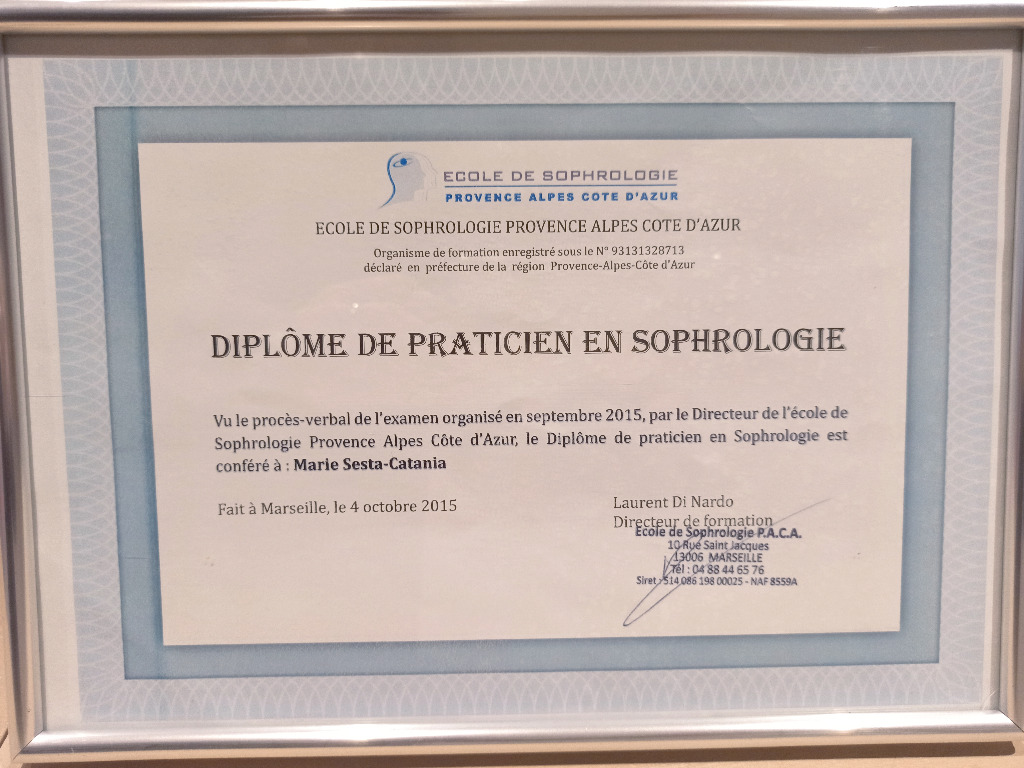 ECOLE DE SOPHROLOGIE
PROVENCE ALPES COTE D'AZUR
ECOLE DE SOPHROLOGIE PROVENCE ALPES COTE D'AZUR
Organisme de formation enregistré sous le N° 93131328713
déclaré en préfecture de la région Provence-Alpes-Côte d'Azur
DIPLÔME DE PRATICIEN EN SOPHROLOGIE
Vu le procès-verbal de l'examen organisé en septembre 2015, par le Directeur de l'école de
Sophrologie Provence Alpes Côte d'Azur, le Diplôme de praticien en Sophrologie est
conféré à : Marie Sesta-Catania
Fait à Marseille, le 4 octobre 2015
Laurent Di Nardo
Directeur de formation
Ecole de Sophrologie P.A.C.A.
10 Rue Saint Jacques
13006 MARSEILLE
Tél : 04 88 44 65 76
Siret : 514 086 198 00025 - NAF 8559A